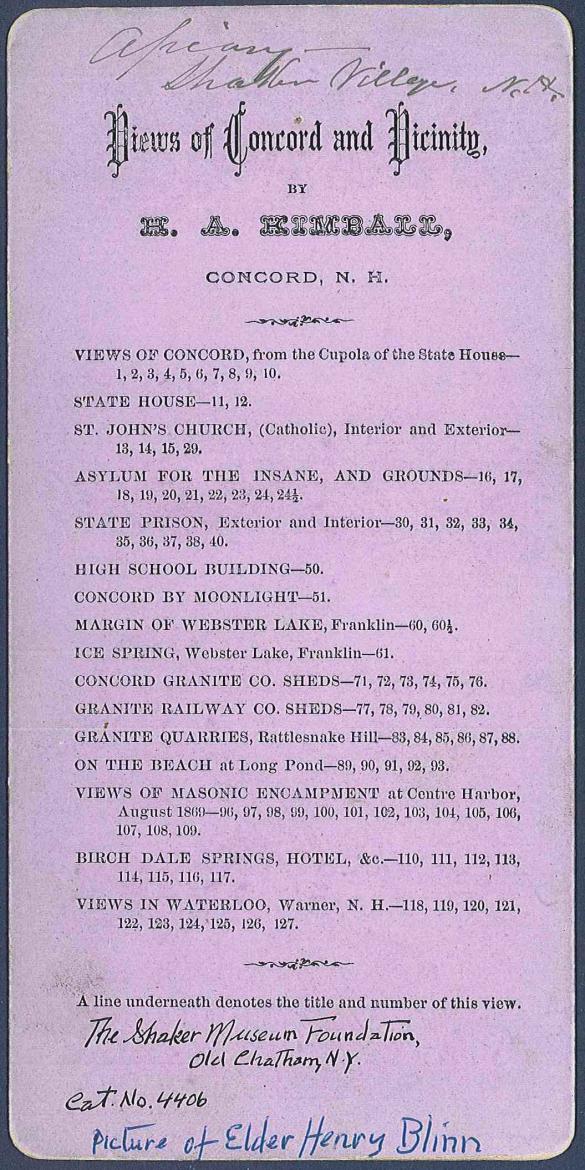 Apiary
Shaker Village, N.H.
Views of Concord and Vicinity,
BY
H. A. KIMBALL,
CONCORD, N. H.
VIEWS OF CONCORD, from the Cupola of the State House—
1, 2, 3, 4, 5, 6, 7, 8, 9, 10.
STATE HOUSE—11, 12.
ST. JOHN'S CHURCH, (Catholic), Interior and Exterior—
13, 14, 15, 29.
ASYLUM FOR THE INSANE, AND GROUNDS—16, 17,
18, 19, 20, 21, 22, 23, 24, 24½.
STATE PRISON, Exterior and Interior—30, 31, 32, 33, 34,
35, 36, 37, 38, 40.
HIGH SCHOOL BUILDING—50.
CONCORD BY MOONLIGHT—51.
MARGIN OF WEBSTER LAKE, Franklin—60, 60½.
ICE SPRING, Webster Lake, Franklin—61.
CONCORD GRANITE CO. SHEDS—71, 72, 73, 74, 75, 76.
GRANITE RAILWAY CO. SHEDS—77, 78, 79, 80, 81, 82.
GRANITE QUARRIES, Rattlesnake Hill—83, 84, 85, 86, 87, 88.
ON THE BEACH at Long Pond—89, 90, 91, 92, 93.
VIEWS OF MASONIC ENCAMPMENT at Centre Harbor,
August 1869—96, 97, 98, 99, 100, 101, 102, 103, 104, 105, 106,
107, 108, 109.
BIRCH DALE SPRINGS, HOTEL, &c.—110, 111, 112, 113,
114, 115, 116, 117.
VIEWS IN WATERLOO, Warner, N. H.—118, 119, 120, 121,
122, 123, 124, 125, 126, 127.
A line underneath denotes the title and number of this view.
The Shaker Museum Foundation,
Old Chatham, N.Y.
Cat. No. 4406
Picture of Elder Henry Blinn